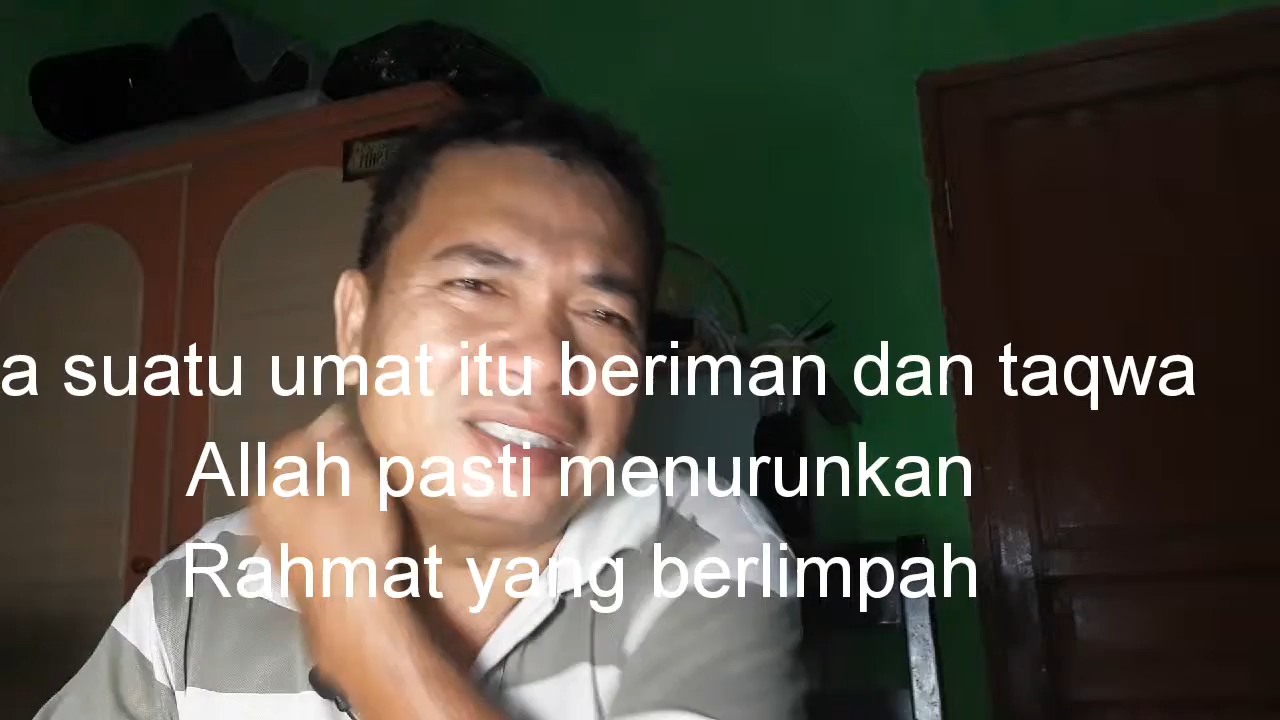 a suatu umat itu beriman dan taqwa
Allah pasti menurunkan
Rahmat yang berlimpah